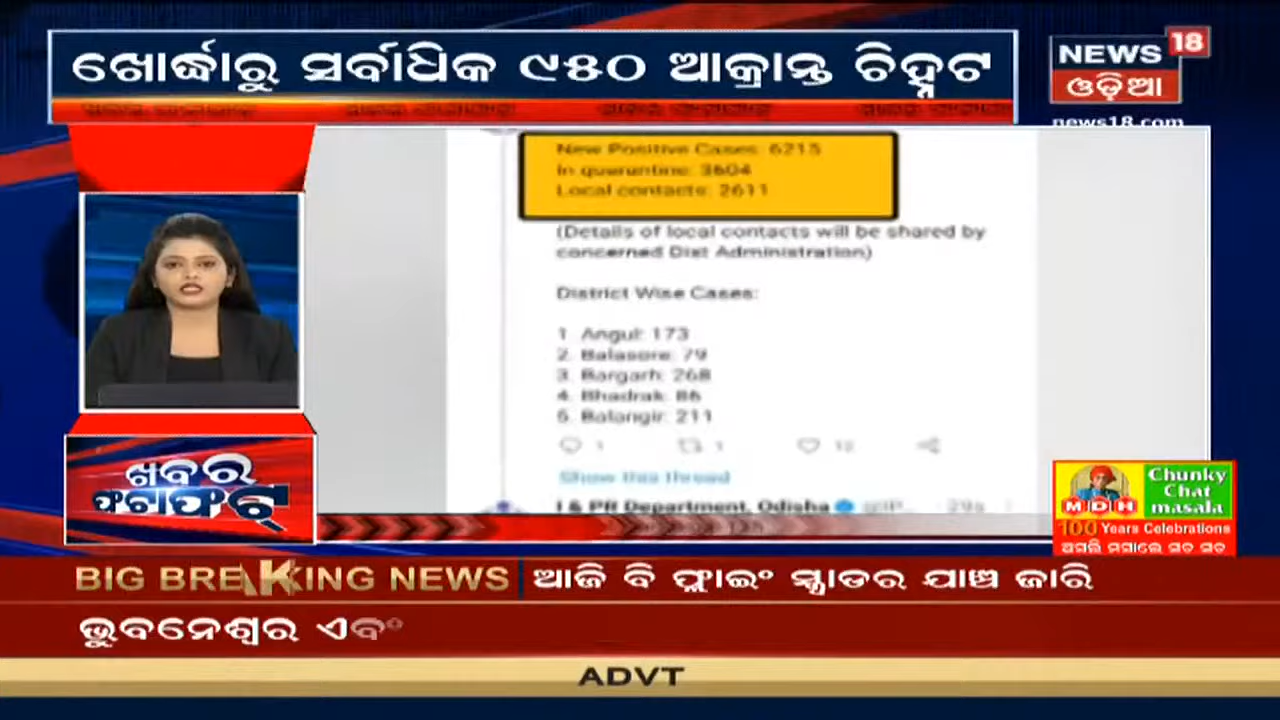 ଖୋର୍ଦ୍ଧାରୁ ସର୍ବାଧିକ ୯୫୦ ଆକ୍ରାନ୍ତ ଚିହ୍ନଟ
NEWS 18
ଓଡ଼ିଆ
news18.com
New Positive Cases: 6215
In quarantine: 3604
Local contacts: 2611
(Details of local contacts will be shared by
concerned Dist Administration)
District Wise Cases:
1. Angul: 173
2. Balasore: 79
3. Bargarh: 268
4. Bhadrak: 86
5. Balangir: 211
1 1
Show this thread
I & PR Department, Odisha
ଖବର
ଫଟାଫଟ୍
MDH
Chunky
Chat
masala
100 Years Celebrations
BIG BREAKING NEWS
ଆଜି ବି ଫ୍ଲାଇଂ ସ୍କ୍ୱାଡର ଯାଞ୍ଚ ଜାରି
ଭୁବନେଶ୍ୱର ଏବଂ
ADVT